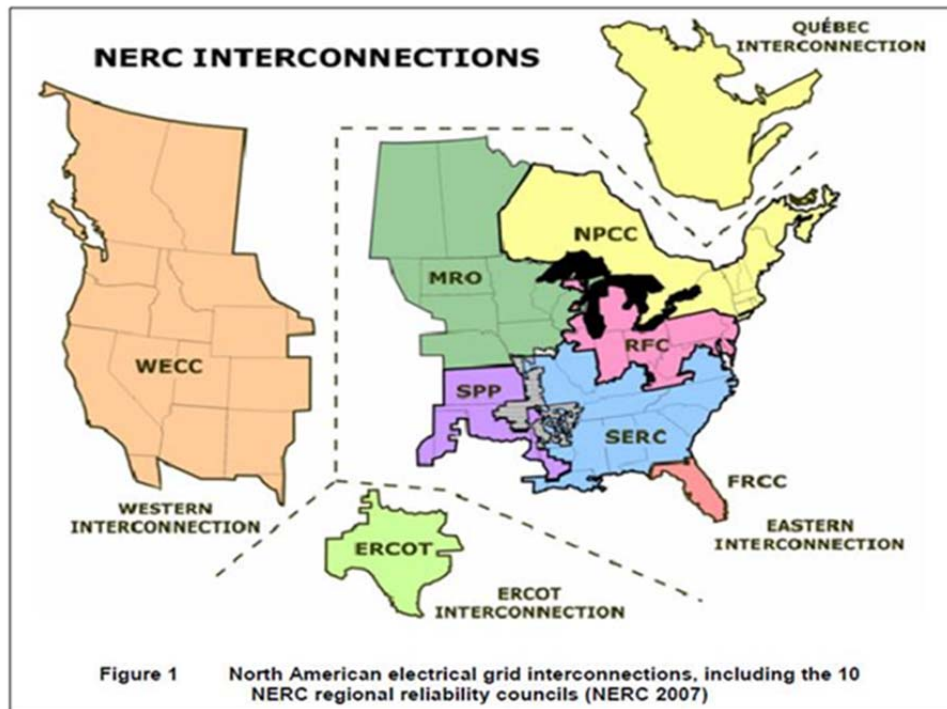 NERC INTERCONNECTIONS
QUÉBEC
INTERCONNECTION
NPCC
MRO
RFC
WECC
SPP
SERC
FRCC
WESTERN
INTERCONNECTION
EASTERN
INTERCONNECTION
ERCOT
ERCOT
INTERCONNECTION
Figure 1 North American electrical grid interconnections, including the 10
NERC regional reliability councils (NERC 2007)